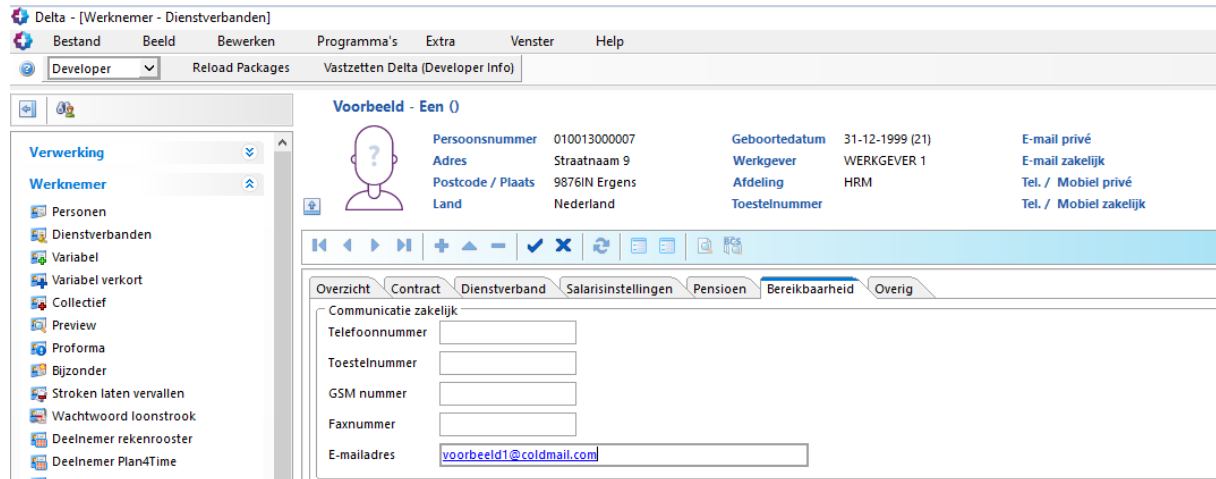 Delta - [Werknemer - Dienstverbanden]
Bestand Beeld Bewerken Programma's Extra Venster Help
Developer Reload Packages Vastzetten Delta (Developer Info)
Verwerking
Werknemer
Personen
Dienstverbanden
Variabel
Variabel verkort
Collectief
Preview
Proforma
Bijzonder
Stroken laten vervallen
Wachtwoord loonstrook
Deelnemer rekenrooster
Deelnemer Plan4Time
Voorbeeld - Een ()
Persoonsnummer 010013000007 Geboortedatum 31-12-1999 (21) E-mail privé
Adres Straatnaam 9 Werkgever WERKGEVER 1 E-mail zakelijk
Postcode / Plaats 9876IN Ergens Afdeling HRM Tel. / Mobiel privé
Land Nederland Toestelnummer Tel. / Mobiel zakelijk
BCS
Overzicht Contract Dienstverband Salarisinstellingen Pensioen Bereikbaarheid Overig
Communicatie zakelijk
Telefoonnummer
Toestelnummer
GSM nummer
Faxnummer
E-mailadres voorbeeld1@coldmail.com